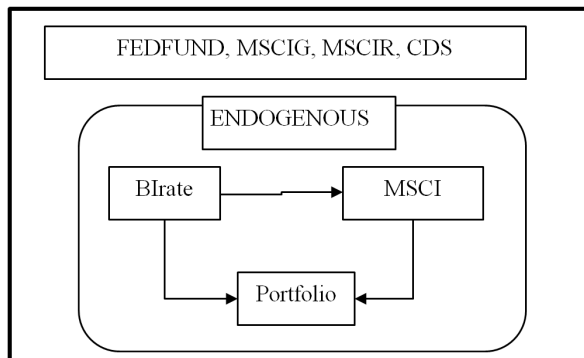 FEDFUND, MSCIG, MSCIR, CDS
ENDOGENOUS
BIrate
MSCI
Portfolio